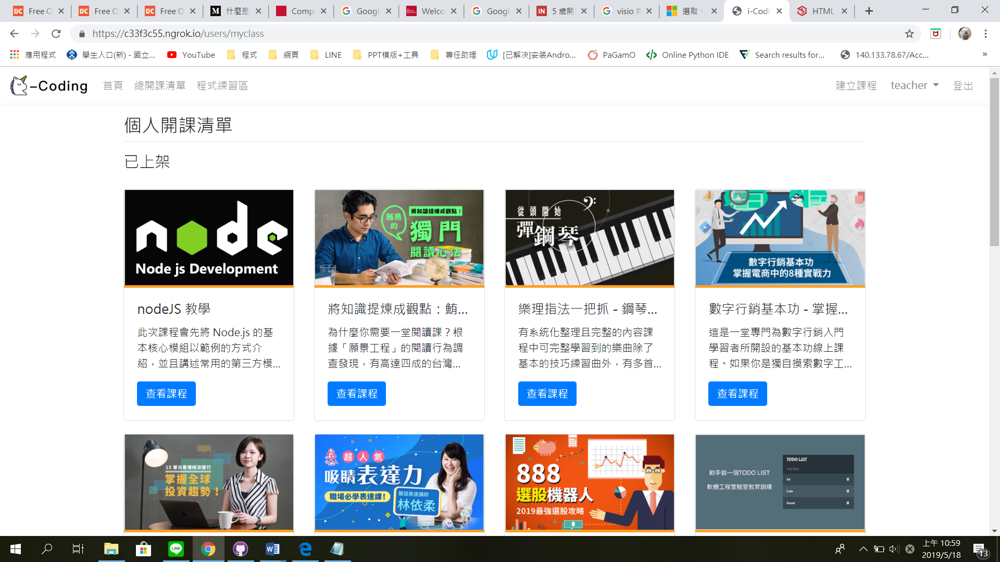 Free O
Free O
Free O
什麼是
Comp
Googl
Welco
Googl
5 歲開
visio
選取、
i-Codi
HTML
https://c33f3c55.ngrok.io/users/myclass
應用程式
學生入口(新) - 國立...
YouTube
程式
網頁
LINE
PPT模版+工具
專任助理
[已解決]安装Andro...
PaGamO
Online Python IDE
Search results for...
140.133.78.67/Acc...
»
-Coding
首頁
總開課清單
程式練習區
建立課程
teacher
登出
個人開課清單
已上架
node
Node js Development
將知識提煉成觀點：
鮪魚
的
獨門
閱讀心法
從頭開始
彈鋼琴
數字行銷基本功
掌握電商中的8種實戰力
nodeJS 教學
此次課程會先將 Node.js 的基
本核心模組以範例的方式介
紹，並且講述常用的第三方模...
查看課程
將知識提煉成觀點：鮪...
為什麼你需要一堂閱讀課？根
據「願景工程」的閱讀行為調
查發現，有高達四成的台灣...
查看課程
樂理指法一把抓 - 鋼琴...
有系統化整理且完整的內容課
程中可完整學習到的樂曲除了
基本的技巧練習曲外，有多首...
查看課程
數字行銷基本功 - 掌握...
這是一堂專門為數字行銷入門
學習者所開設的基本功線上課
程。如果你是獨自摸索數字工...
查看課程
15 單元看懂經濟運行
掌握全球
投資趨勢！
超人氣
吸睛表達力
職場必學表達課！
聲語表達講師
林依柔
888
選股機器人
2019最強選股攻略
動手做一個TODO LIST
軟體工程實驗室教育訓練
TODO LIST
Add New
Eat
Code
Repeat
上午 10:59
2019/5/18
13